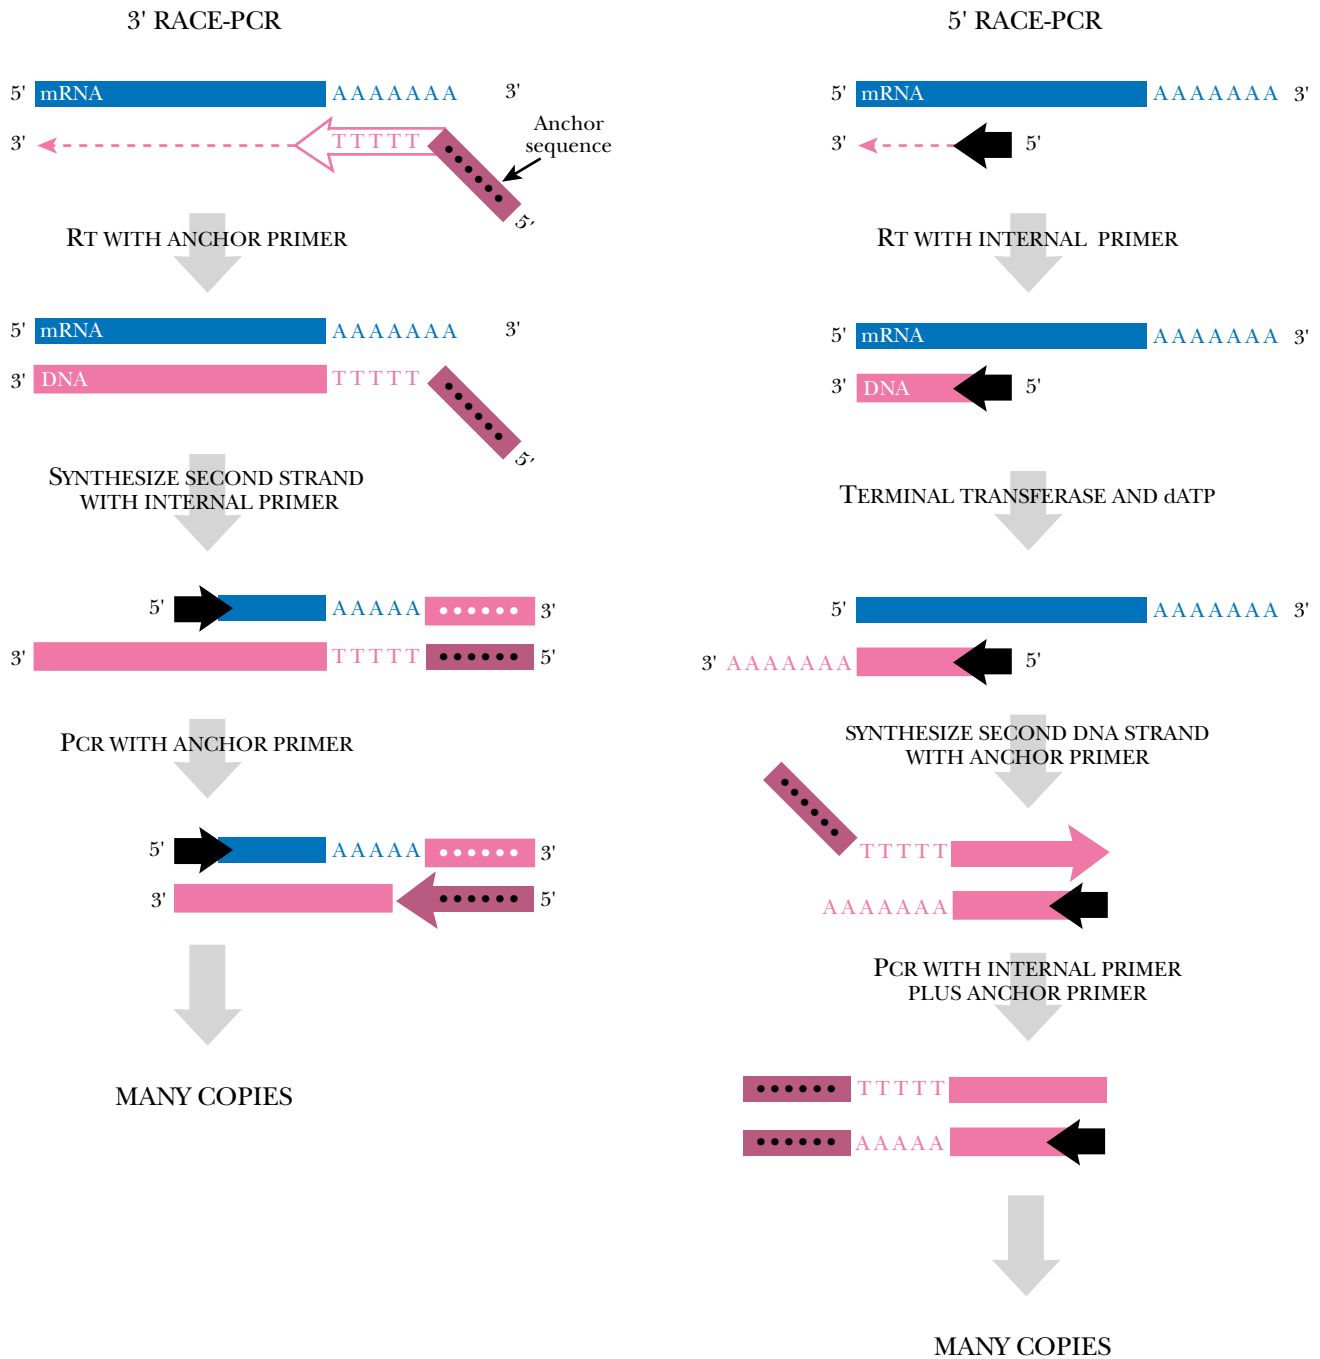 3' RACE-PCR
5' mRNA AAAAAAA 3'
3' TTTTT
Anchor
sequence
5'
RT WITH ANCHOR PRIMER
5' mRNA AAAAAAA 3'
3' DNA TTTTT
5'
SYNTHESIZE SECOND STRAND
WITH INTERNAL PRIMER
5' AAAAA 3'
3' TTTTT 5'
PCR WITH ANCHOR PRIMER
5' AAAAA 3'
3' 5'
MANY COPIES
5' RACE-PCR
5' mRNA AAAAAAA 3'
3' 5'
RT WITH INTERNAL PRIMER
5' mRNA AAAAAAA 3'
3' DNA 5'
TERMINAL TRANSFERASE AND dATP
5' AAAAAAA 3'
3' AAAAAAA 5'
SYNTHESIZE SECOND DNA STRAND
WITH ANCHOR PRIMER
TTTTT
AAAAAAA
PCR WITH INTERNAL PRIMER
PLUS ANCHOR PRIMER
TTTTT
AAAAA
MANY COPIES